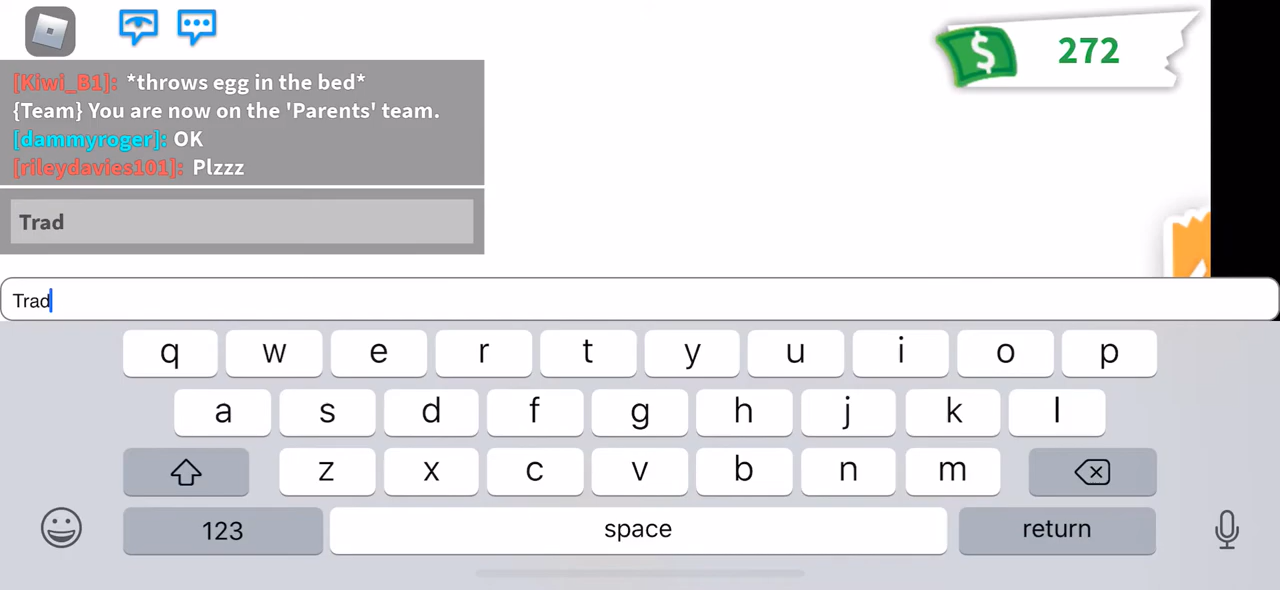 272
[Kiwi_B1]: *throws egg in the bed*
{Team} You are now on the 'Parents' team.
[dammyroger]: OK
[rileydavies101]: Plzzz
Trad
Trad
q w e r t y u i o p
a s d f g h j k l
z x c v b n m
123 space return